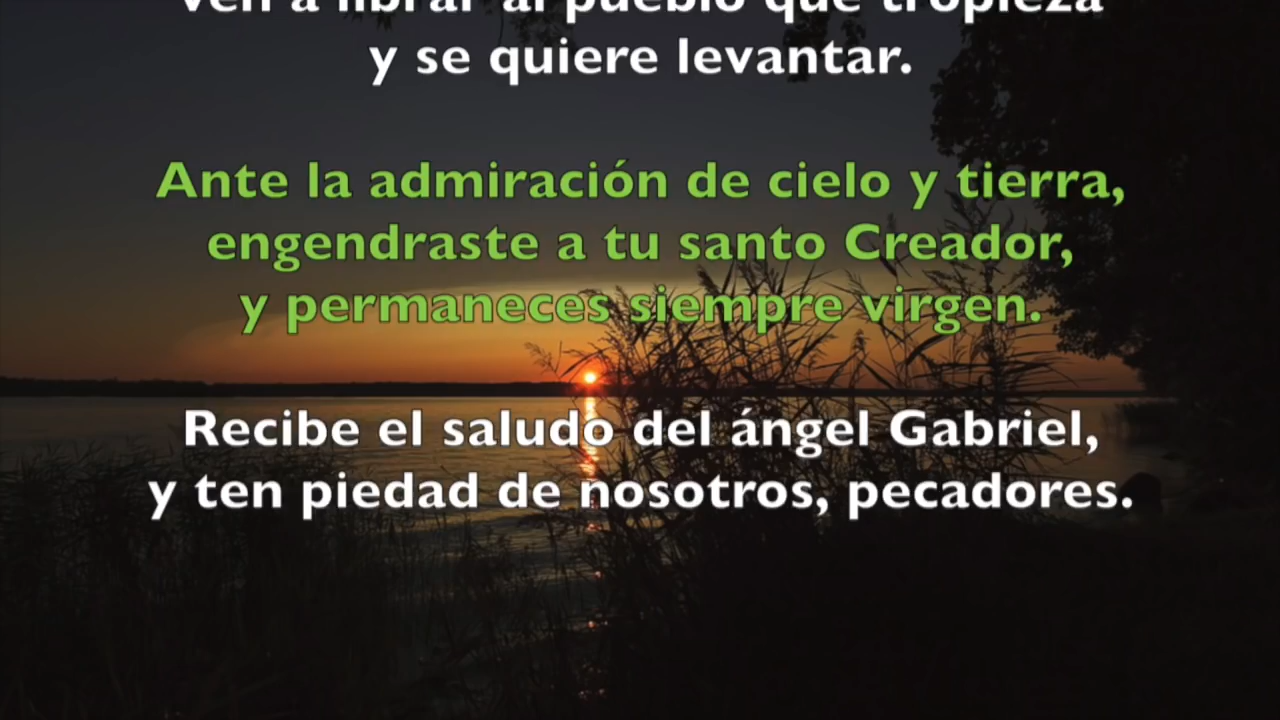 ven a librar al pueblo que tropieza
y se quiere levantar.
Ante la admiración de cielo y tierra,
engendraste a tu santo Creador,
y permaneces siempre virgen.
Recibe el saludo del ángel Gabriel,
y ten piedad de nosotros, pecadores.